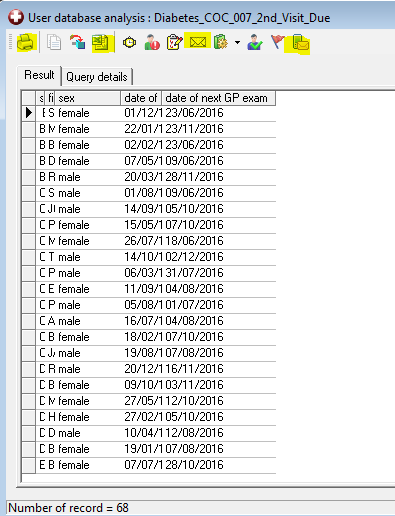 User database analysis : Diabetes_COC_007_2nd_Visit_Due
Result Query details
s fi sex date of date of next GP exam
E S female 01/12/1 23/06/2016
B M female 22/01/1 23/11/2016
B B female 02/02/1 23/06/2016
B D female 07/05/1 09/06/2016
B R male 20/03/1 28/11/2016
C S male 01/08/1 09/06/2016
C J male 14/09/1 05/10/2016
C P female 15/05/1 07/10/2016
C M female 26/07/1 18/06/2016
C T male 14/10/1 02/12/2016
C P male 06/03/1 31/07/2016
C E female 11/09/1 04/08/2016
C P male 05/08/1 01/07/2016
C A male 16/07/1 04/08/2016
C B female 18/02/1 07/10/2016
C J male 19/08/1 07/08/2016
D R male 20/12/1 16/11/2016
D B female 09/10/1 03/11/2016
D M female 27/05/1 12/10/2016
D H female 27/02/1 05/10/2016
D D male 10/04/1 12/08/2016
D B female 19/01/1 07/08/2016
E B female 07/07/1 28/10/2016
Number of record = 68